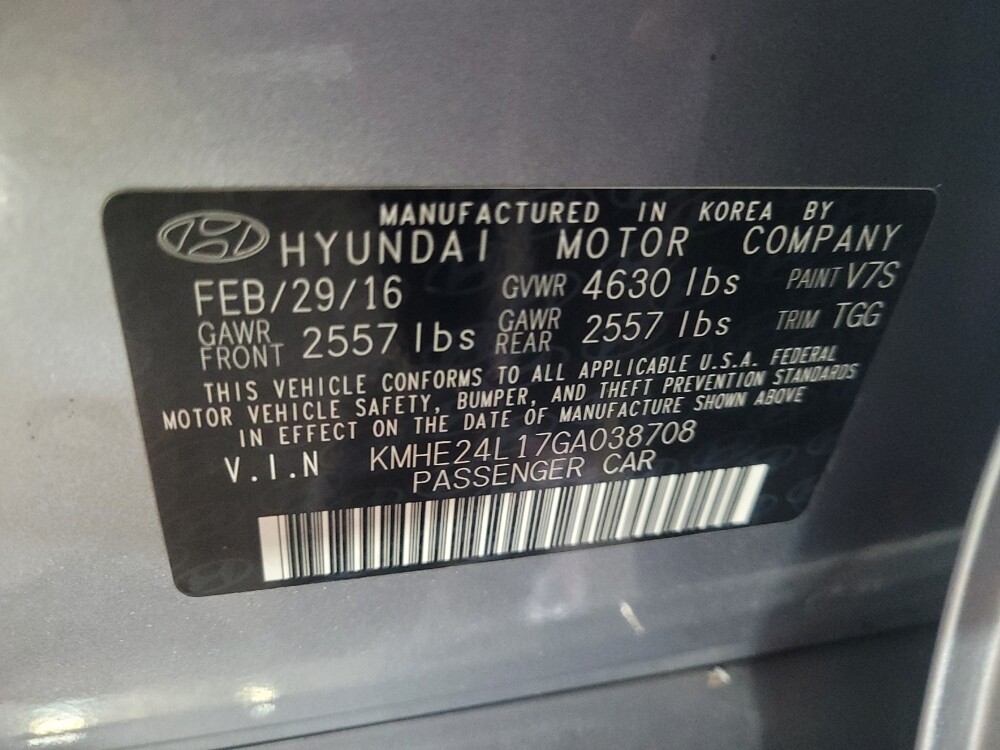 MANUFACTURED IN KOREA BY
HYUNDAI MOTOR COMPANY
FEB/29/16 GVWR 4630 lbs PAINT V7S
GAWR FRONT 2557 lbs GAWR REAR 2557 lbs TRIM TGG
THIS VEHICLE CONFORMS TO ALL APPLICABLE U.S.A. FEDERAL
MOTOR VEHICLE SAFETY, BUMPER, AND THEFT PREVENTION STANDARDS
IN EFFECT ON THE DATE OF MANUFACTURE SHOWN ABOVE
V.I.N KMHE24L17GA038708
PASSENGER CAR